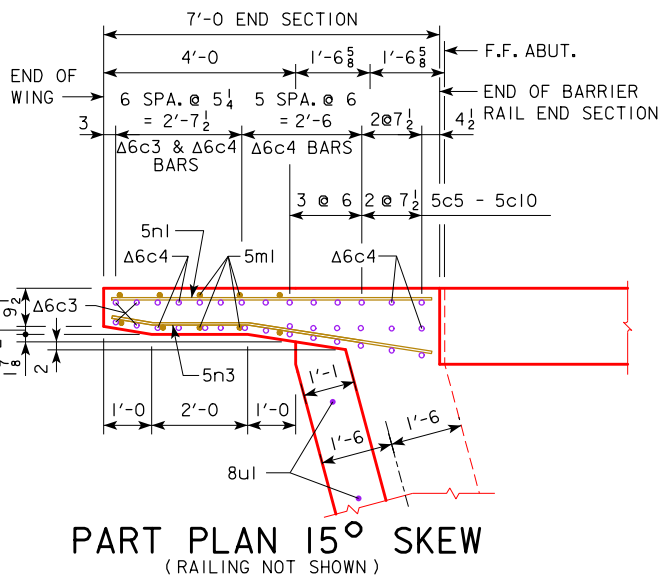 7'-0 END SECTION
4'-0
1'-6 5/8
1'-6 5/8
F.F. ABUT.
END OF
WING
END OF BARRIER
RAIL END SECTION
6 SPA. @ 5 1/4
= 2'-7 1/2
5 SPA. @ 6
= 2'-6
2@7 1/2
4 1/2
3
Δ6c3 & Δ6c4
BARS
Δ6c4 BARS
3 @ 6
2 @ 7 1/2
5c5 - 5c10
5n1
Δ6c4
5m1
Δ6c4
9 1/2
Δ6c3
1 7/8
2
5n3
1'-0
2'-0
1'-0
1'-1
1'-6
1'-6
8u1
PART PLAN 15° SKEW
(RAILING NOT SHOWN)